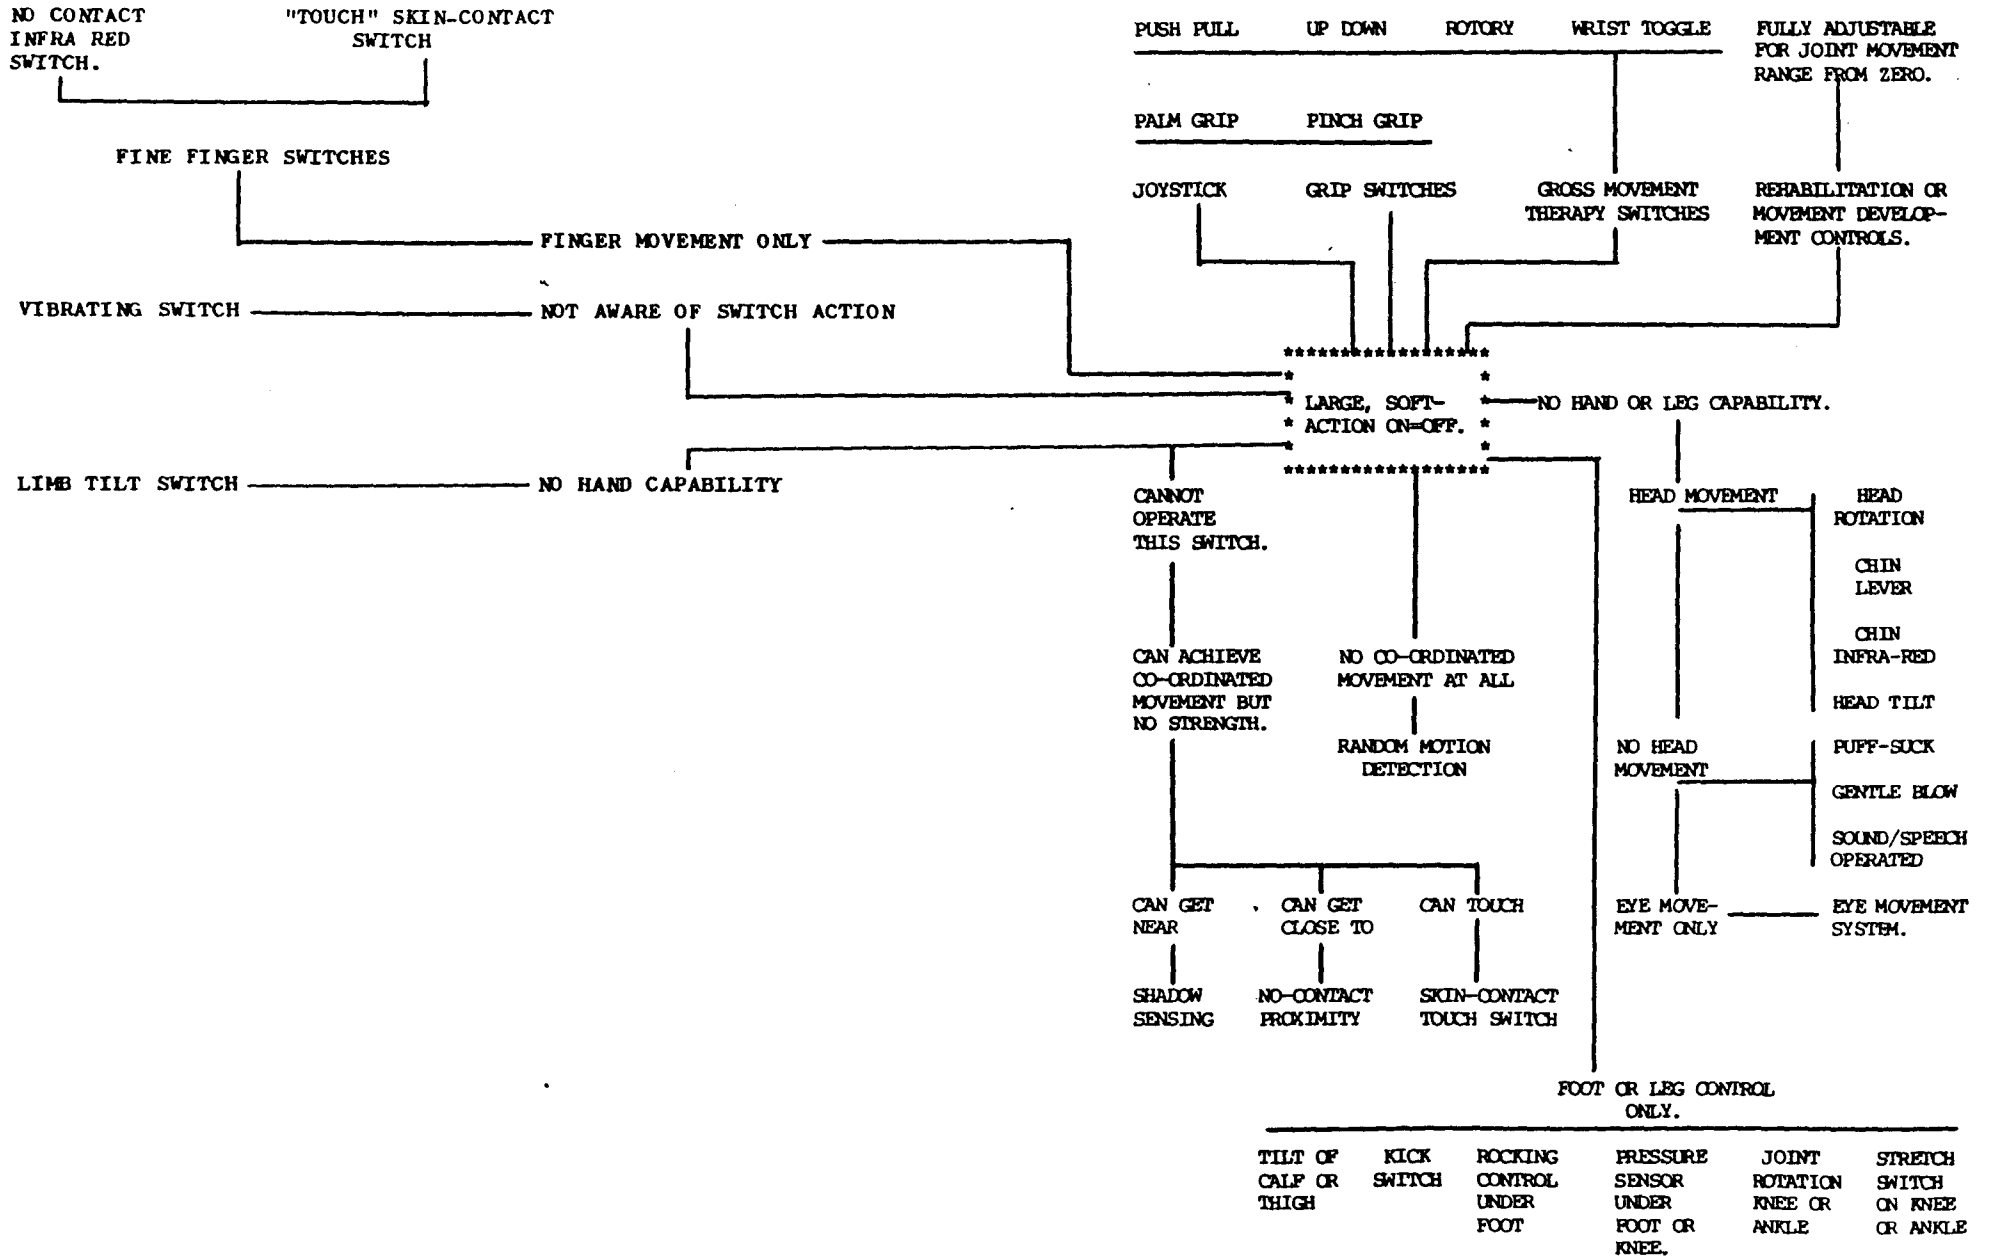 NO CONTACT
INFRA RED
SWITCH.
"TOUCH" SKIN-CONTACT
SWITCH
FINE FINGER SWITCHES
FINGER MOVEMENT ONLY
VIBRATING SWITCH
NOT AWARE OF SWITCH ACTION
LIMB TILT SWITCH
NO HAND CAPABILITY
PUSH PULL
UP DOWN
ROTORY
WRIST TOGGLE
FULLY ADJUSTABLE
FOR JOINT MOVEMENT
RANGE FROM ZERO.
PALM GRIP
PINCH GRIP
JOYSTICK
GRIP SWITCHES
GROSS MOVEMENT
THERAPY SWITCHES
REHABILITATION OR
MOVEMENT DEVELOP-
MENT CONTROLS.
******************
* *
* LARGE, SOFT- *
* ACTION ON=OFF. *
* *
******************
NO HAND OR LEG CAPABILITY.
CANNOT
OPERATE
THIS SWITCH.
CAN ACHIEVE
CO-ORDINATED
MOVEMENT BUT
NO STRENGTH.
NO CO-ORDINATED
MOVEMENT AT ALL
RANDOM MOTION
DETECTION
HEAD MOVEMENT
HEAD
ROTATION
CHIN
LEVER
CHIN
INFRA-RED
HEAD TILT
NO HEAD
MOVEMENT
PUFF-SUCK
GENTLE BLOW
SOUND/SPEECH
OPERATED
EYE MOVE-
MENT ONLY
EYE MOVEMENT
SYSTEM.
CAN GET
NEAR
CAN GET
CLOSE TO
CAN TOUCH
SHADOW
SENSING
NO-CONTACT
PROXIMITY
SKIN-CONTACT
TOUCH SWITCH
FOOT OR LEG CONTROL
ONLY.
TILT OF
CALF OR
THIGH
KICK
SWITCH
ROCKING
CONTROL
UNDER
FOOT
PRESSURE
SENSOR
UNDER
FOOT OR
KNEE.
JOINT
ROTATION
KNEE OR
ANKLE
STRETCH
SWITCH
ON KNEE
OR ANKLE